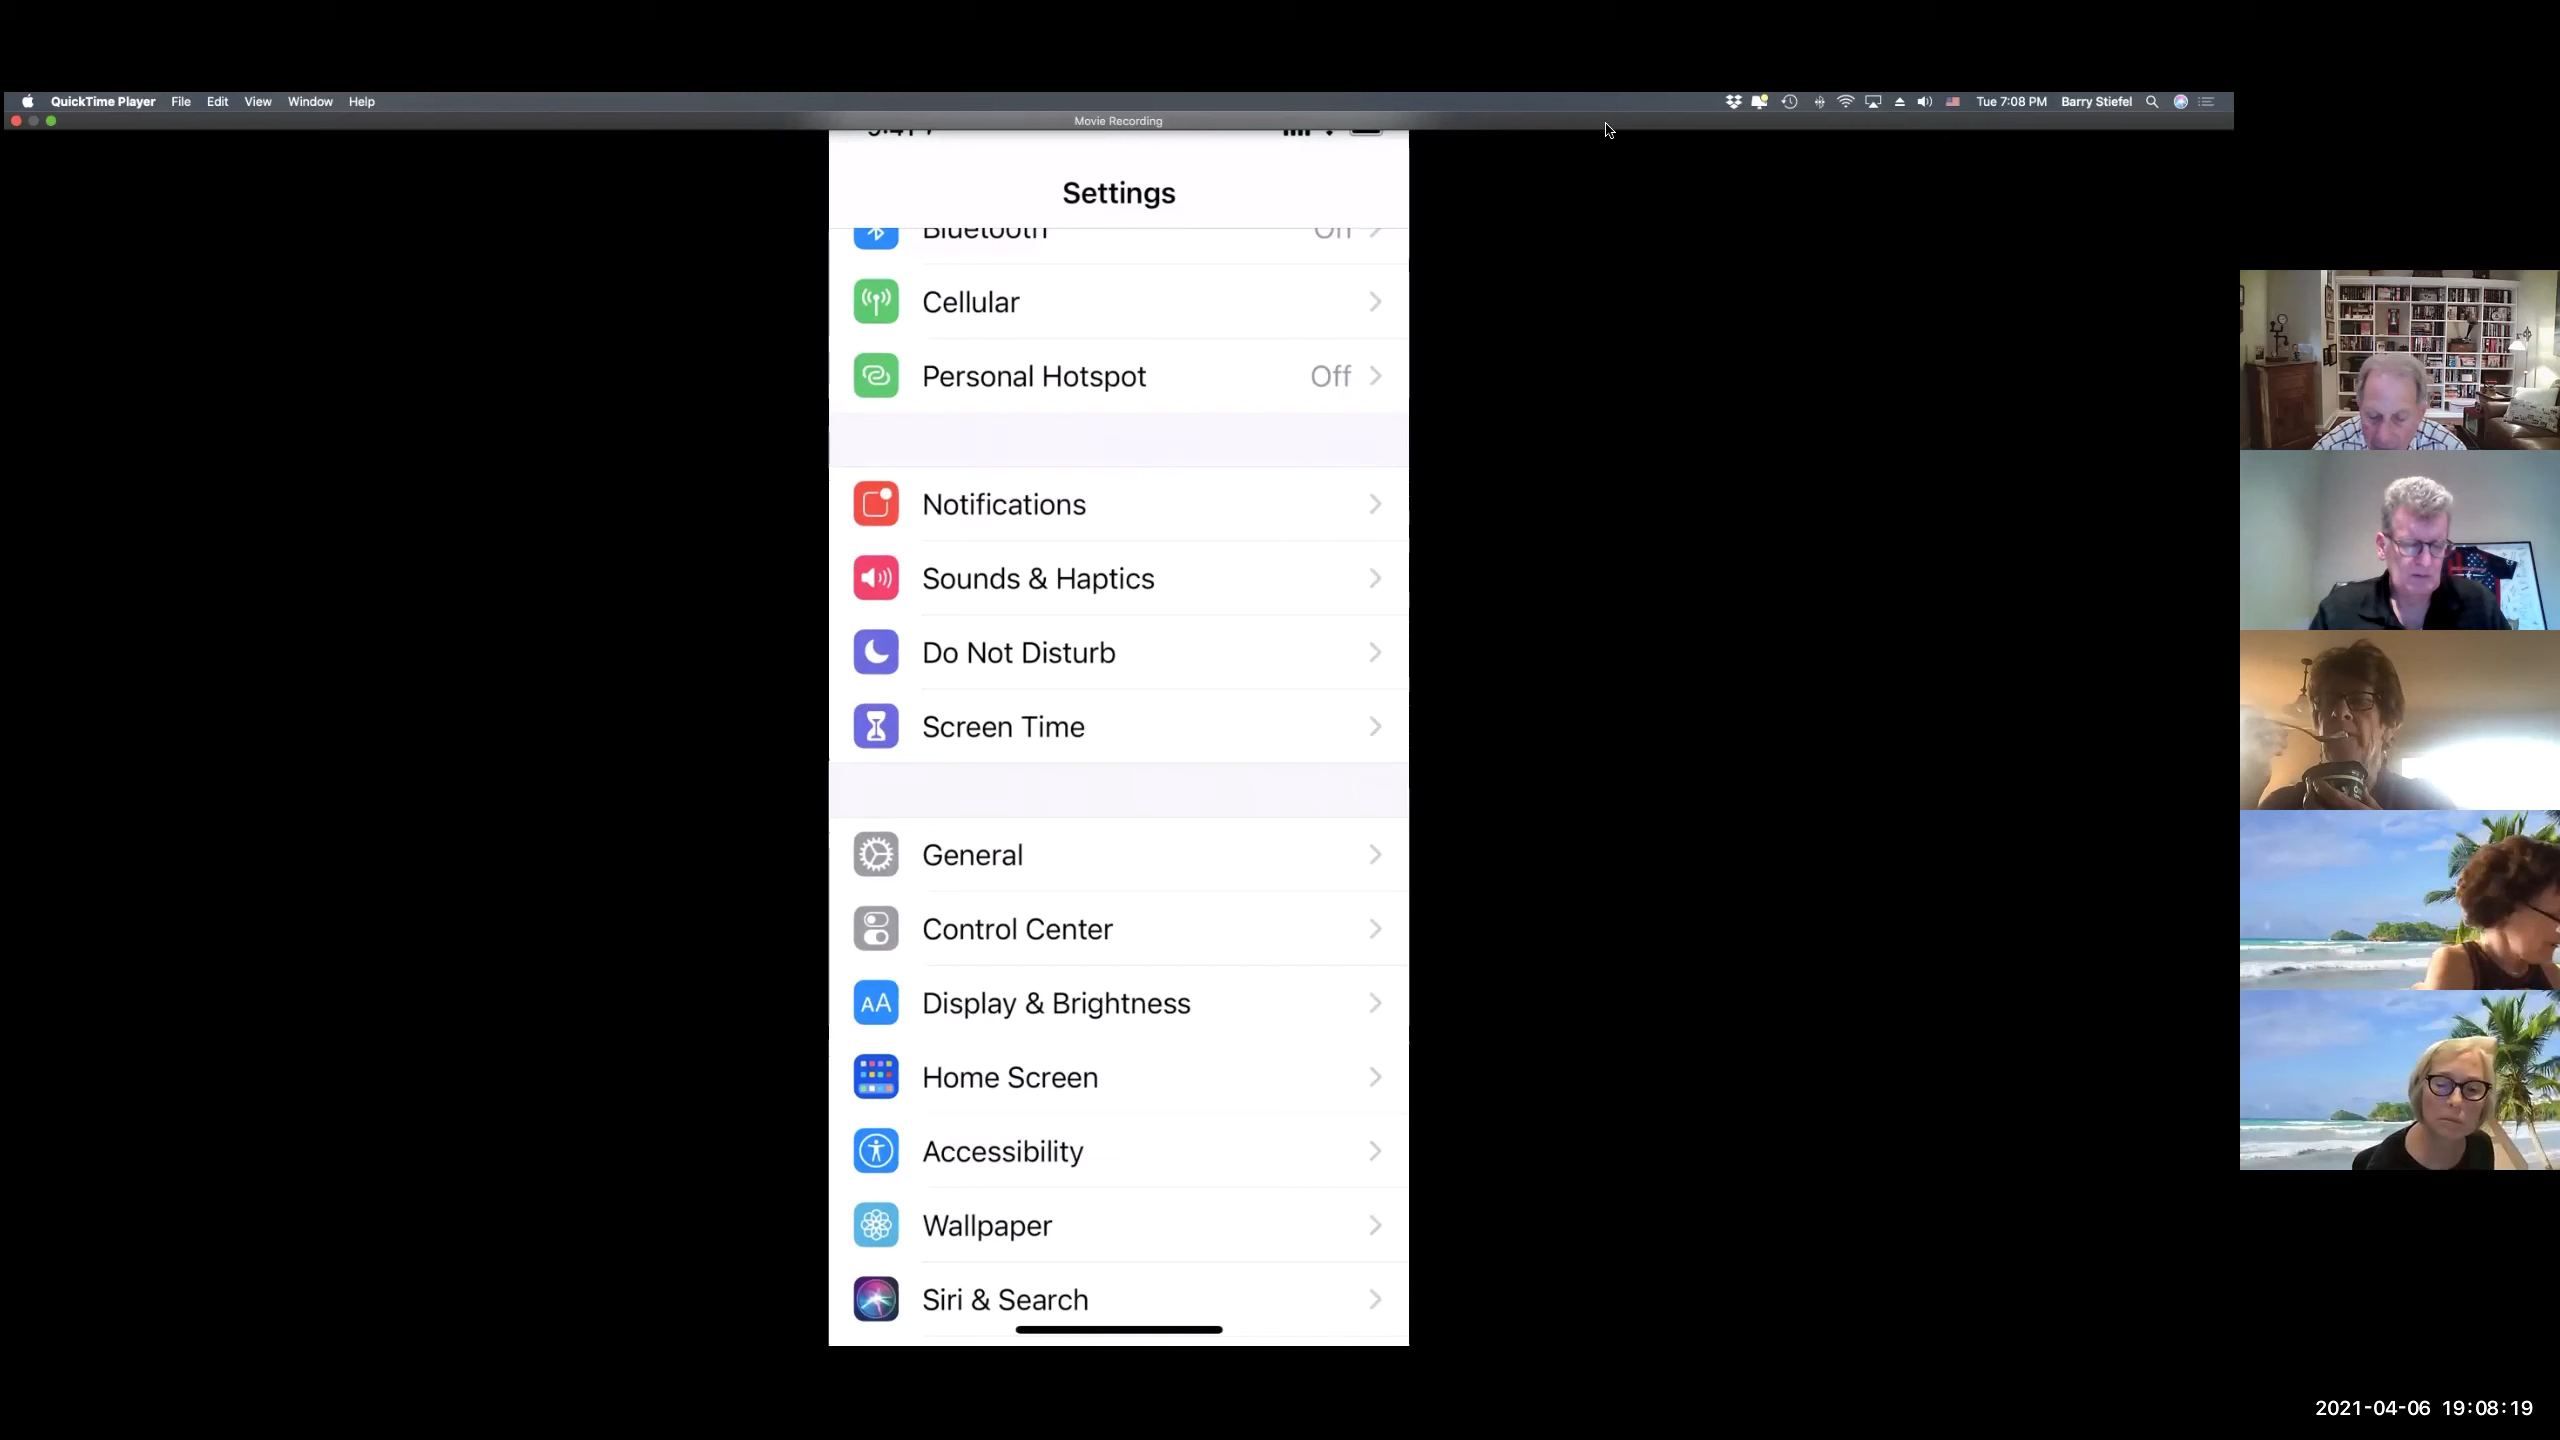 QuickTime Player File Edit View Window Help Tue 7:08 PM Barry Stiefel
Movie Recording
Settings
Bluetooth
Cellular
Personal Hotspot Off
Notifications
Sounds & Haptics
Do Not Disturb
Screen Time
General
Control Center
AA Display & Brightness
Home Screen
Accessibility
Wallpaper
Siri & Search
2021-04-06 19:08:19